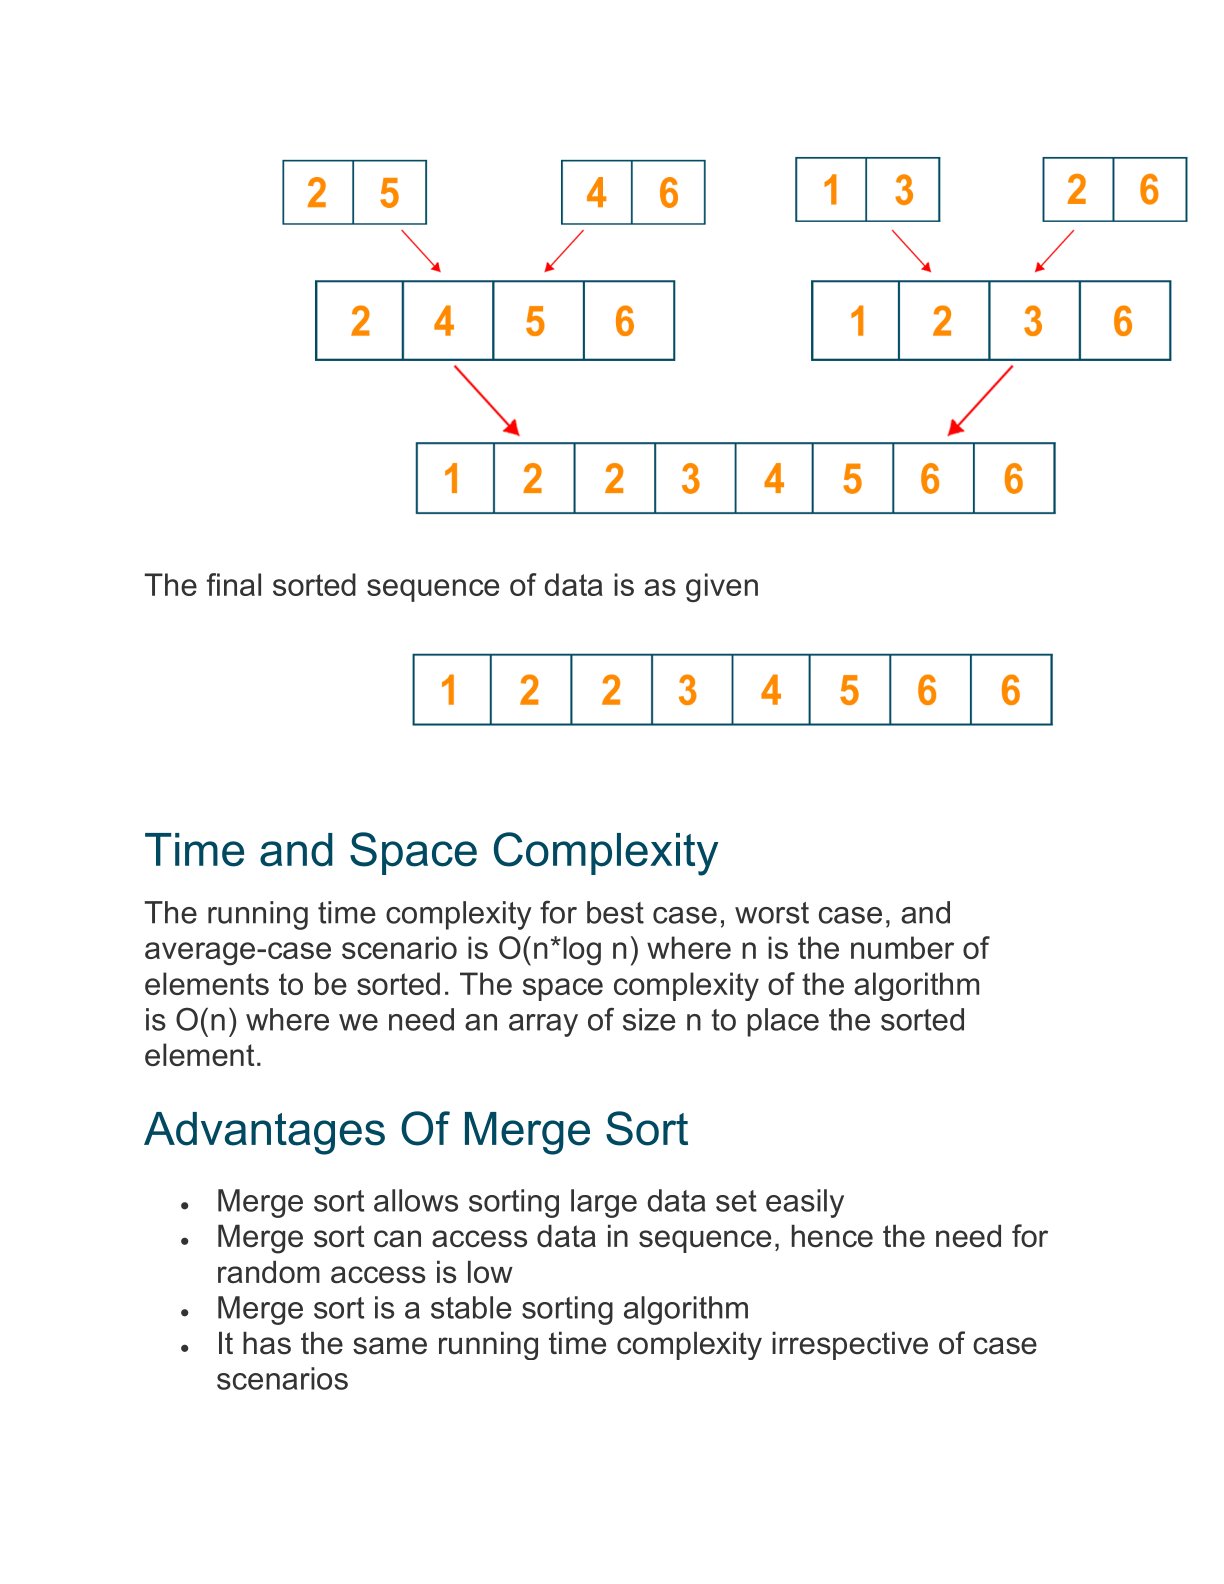 2 5 4 6 1 3 2 6
2 4 5 6 1 2 3 6
1 2 2 3 4 5 6 6
The final sorted sequence of data is as given
1 2 2 3 4 5 6 6
Time and Space Complexity
The running time complexity for best case, worst case, and
average-case scenario is O(n*log n) where n is the number of
elements to be sorted. The space complexity of the algorithm
is O(n) where we need an array of size n to place the sorted
element.
Advantages Of Merge Sort
• Merge sort allows sorting large data set easily
• Merge sort can access data in sequence, hence the need for
random access is low
• Merge sort is a stable sorting algorithm
• It has the same running time complexity irrespective of case
scenarios